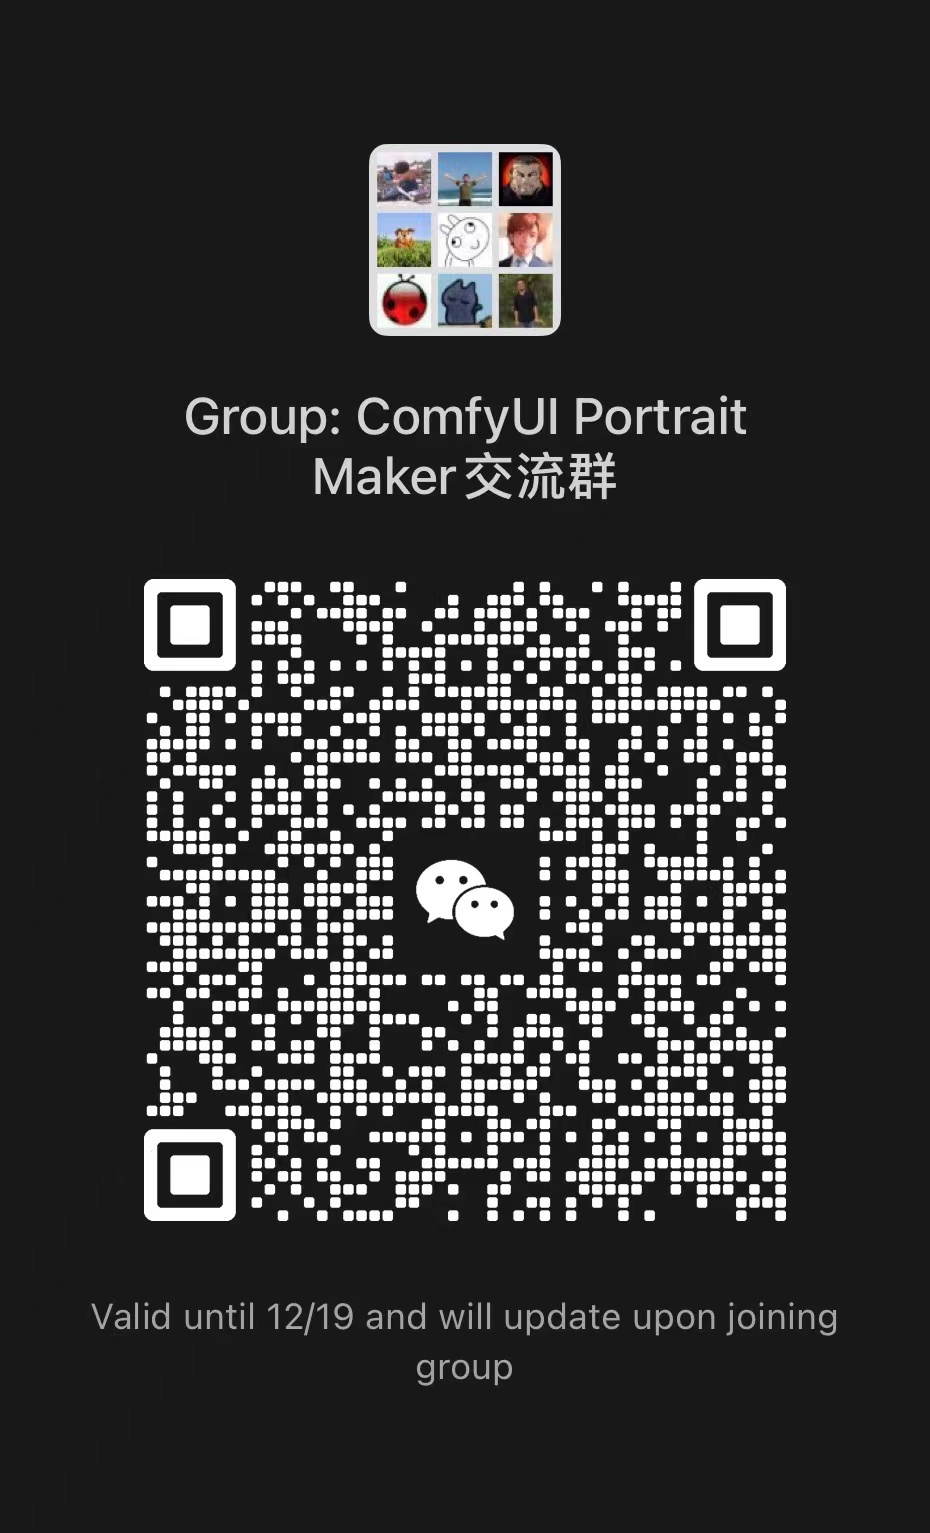 Group: ComfyUI Portrait
Maker交流群
Valid until 12/19 and will update upon joining
group